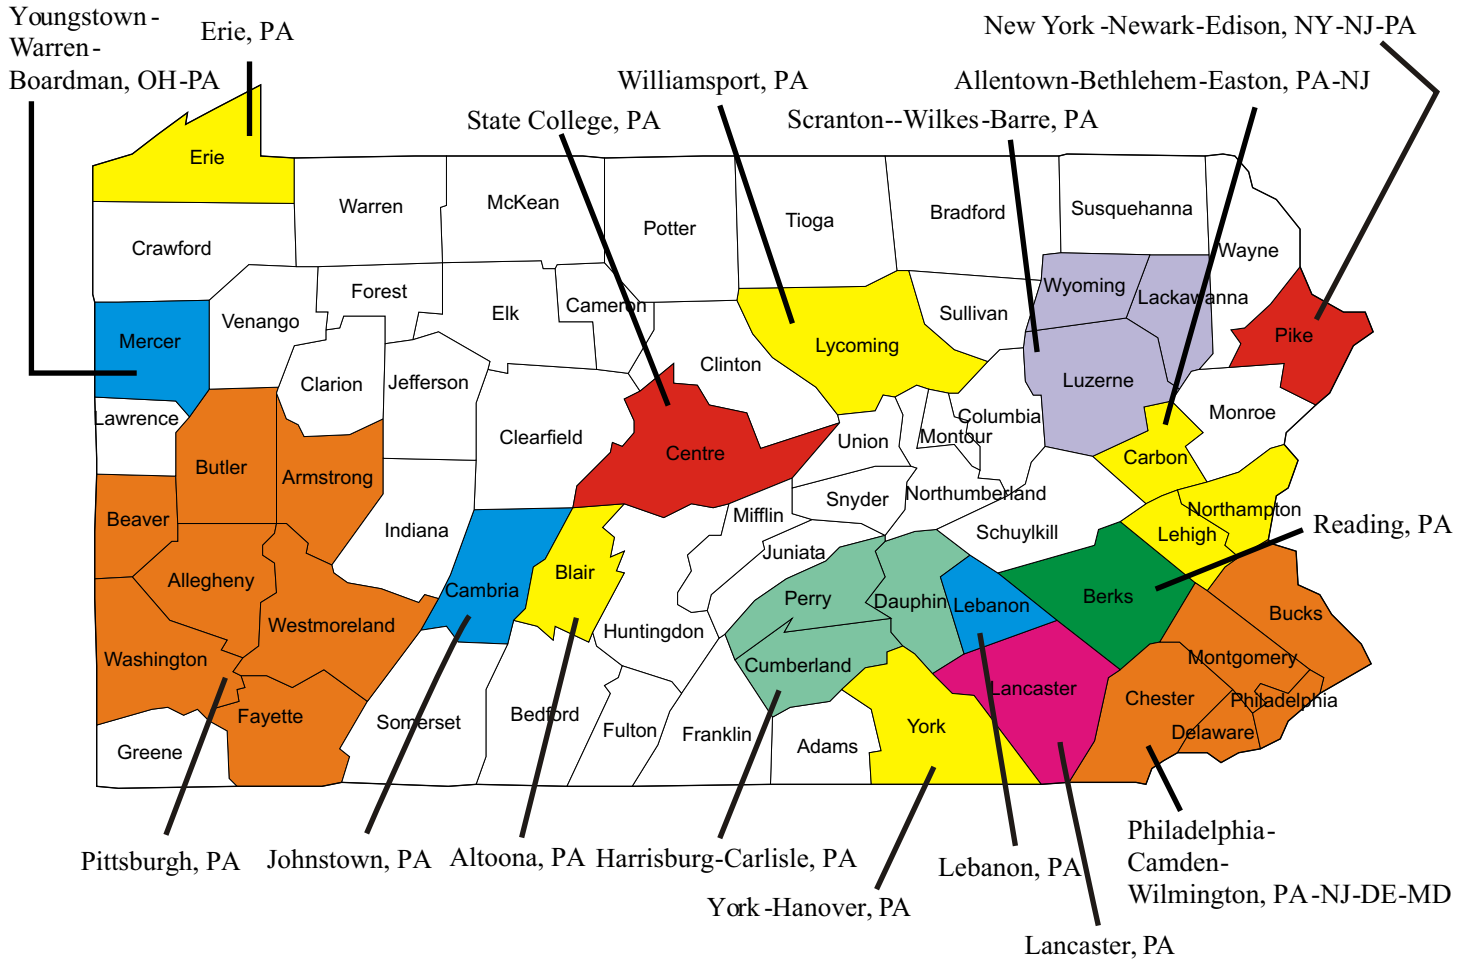 Youngstown-
Warren-
Boardman, OH-PA
Erie, PA
New York-Newark-Edison, NY-NJ-PA
Williamsport, PA
Allentown-Bethlehem-Easton, PA-NJ
State College, PA
Scranton--Wilkes-Barre, PA
Erie
Warren
McKean
Potter
Tioga
Bradford
Susquehanna
Wayne
Crawford
Forest
Venango
Elk
Cameron
Wyoming
Lackawanna
Sullivan
Mercer
Lycoming
Pike
Clinton
Clarion
Jefferson
Luzerne
Lawrence
Monroe
Columbia
Montour
Union
Clearfield
Centre
Carbon
Butler
Armstrong
Snyder
Northumberland
Northampton
Beaver
Mifflin
Indiana
Schuylkill
Lehigh
Reading, PA
Juniata
Allegheny
Blair
Cambria
Perry
Dauphin
Lebanon
Berks
Bucks
Westmoreland
Huntingdon
Washington
Cumberland
Montgomery
Lancaster
Chester
Philadelphia
Fayette
Somerset
Bedford
Fulton
Franklin
Adams
York
Delaware
Greene
Pittsburgh, PA
Johnstown, PA
Altoona, PA
Harrisburg-Carlisle, PA
Lebanon, PA
Philadelphia-
Camden-
Wilmington, PA-NJ-DE-MD
York-Hanover, PA
Lancaster, PA